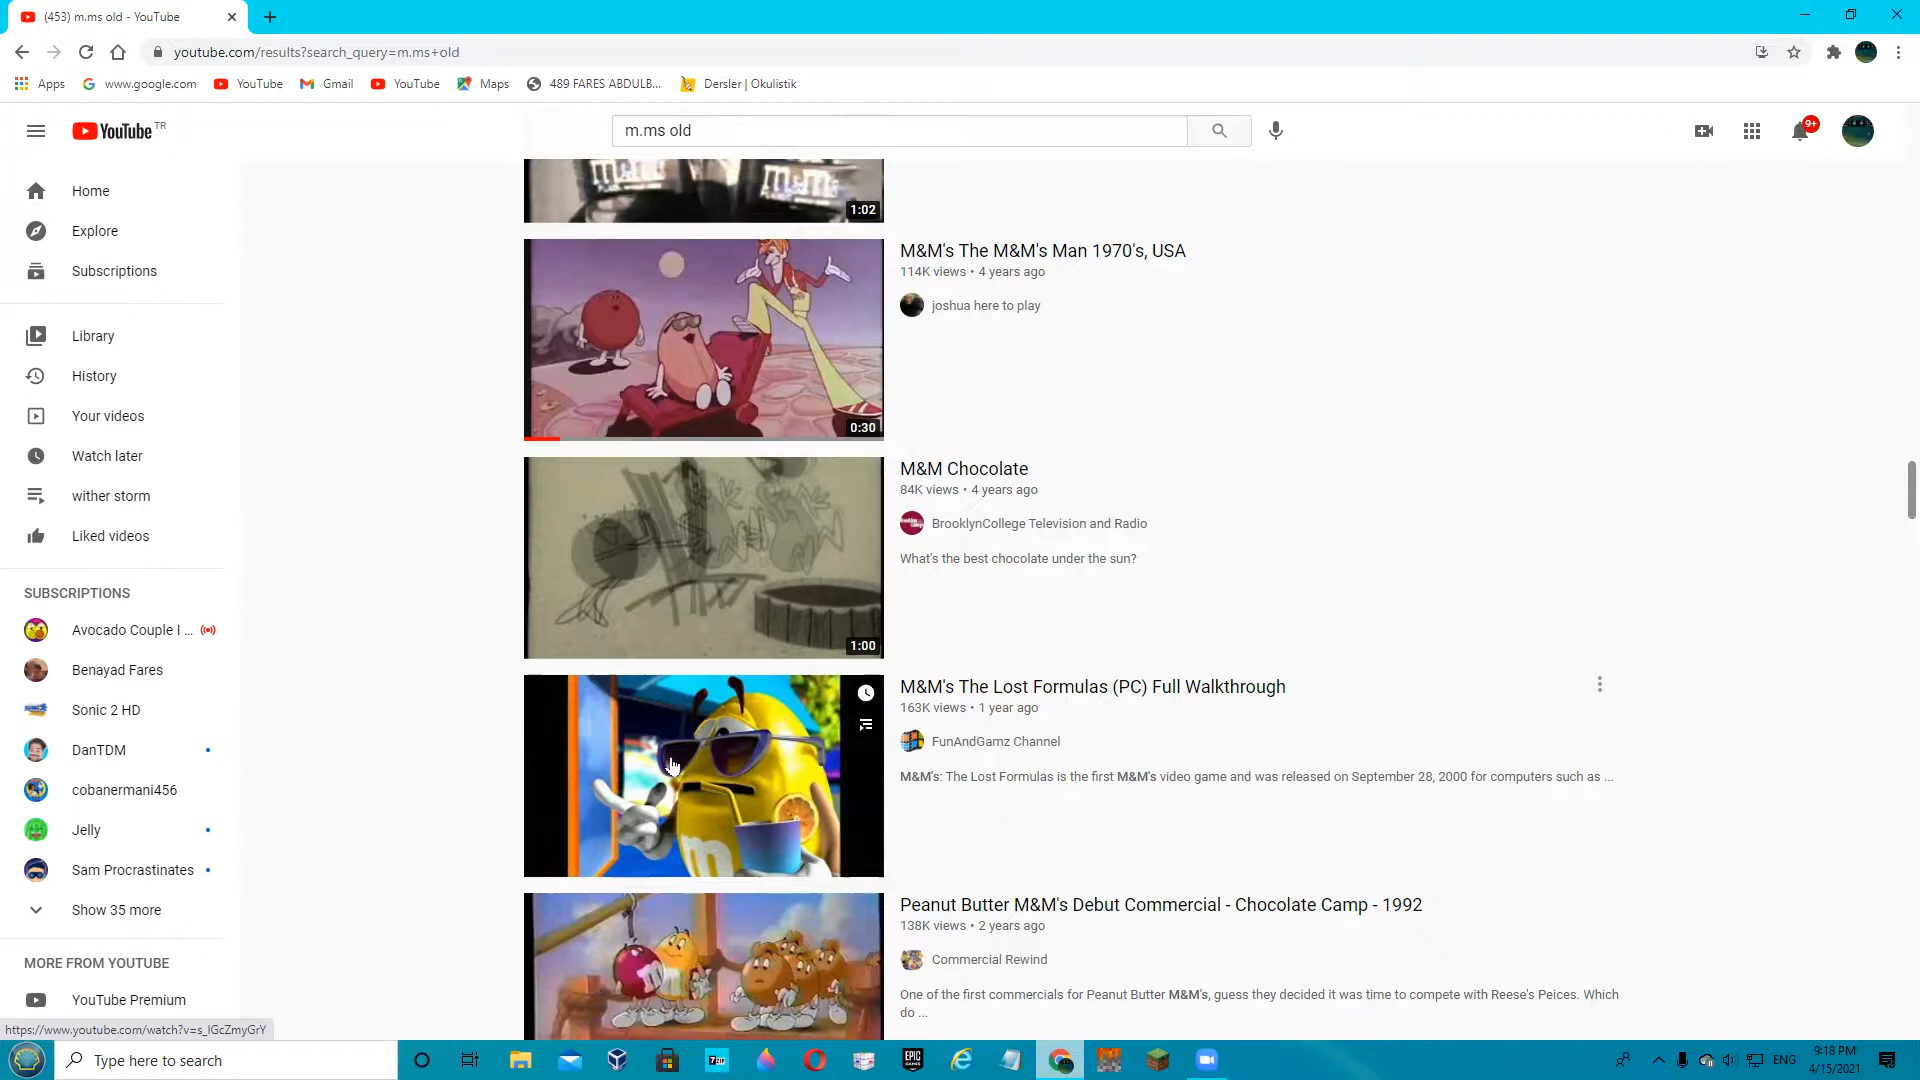 (453) m.ms old - YouTube
youtube.com/results?search_query=m.ms+old
Apps www.google.com YouTube Gmail YouTube Maps 489 FARES ABDULB... Dersler | Okulistik
YouTube TR
m.ms old
9+
Home
Explore
Subscriptions
Library
History
Your videos
Watch later
wither storm
Liked videos
SUBSCRIPTIONS
Avocado Couple I ...
Benayad Fares
Sonic 2 HD
DanTDM
cobanermani456
Jelly
Sam Procrastinates
Show 35 more
MORE FROM YOUTUBE
YouTube Premium
https://www.youtube.com/watch?v=s_IGcZmyGrY
1:02
M&M's The M&M's Man 1970's, USA
114K views • 4 years ago
joshua here to play
0:30
M&M Chocolate
84K views • 4 years ago
BrooklynCollege Television and Radio
What's the best chocolate under the sun?
1:00
M&M's The Lost Formulas (PC) Full Walkthrough
163K views • 1 year ago
FunAndGamz Channel
M&M's: The Lost Formulas is the first M&M's video game and was released on September 28, 2000 for computers such as ...
m
Peanut Butter M&M's Debut Commercial - Chocolate Camp - 1992
138K views • 2 years ago
Commercial Rewind
One of the first commercials for Peanut Butter M&M's, guess they decided it was time to compete with Reese's Peices. Which
do ...
m
Type here to search
7ZIP
EPIC GAMES
ENG
9:18 PM
4/15/2021